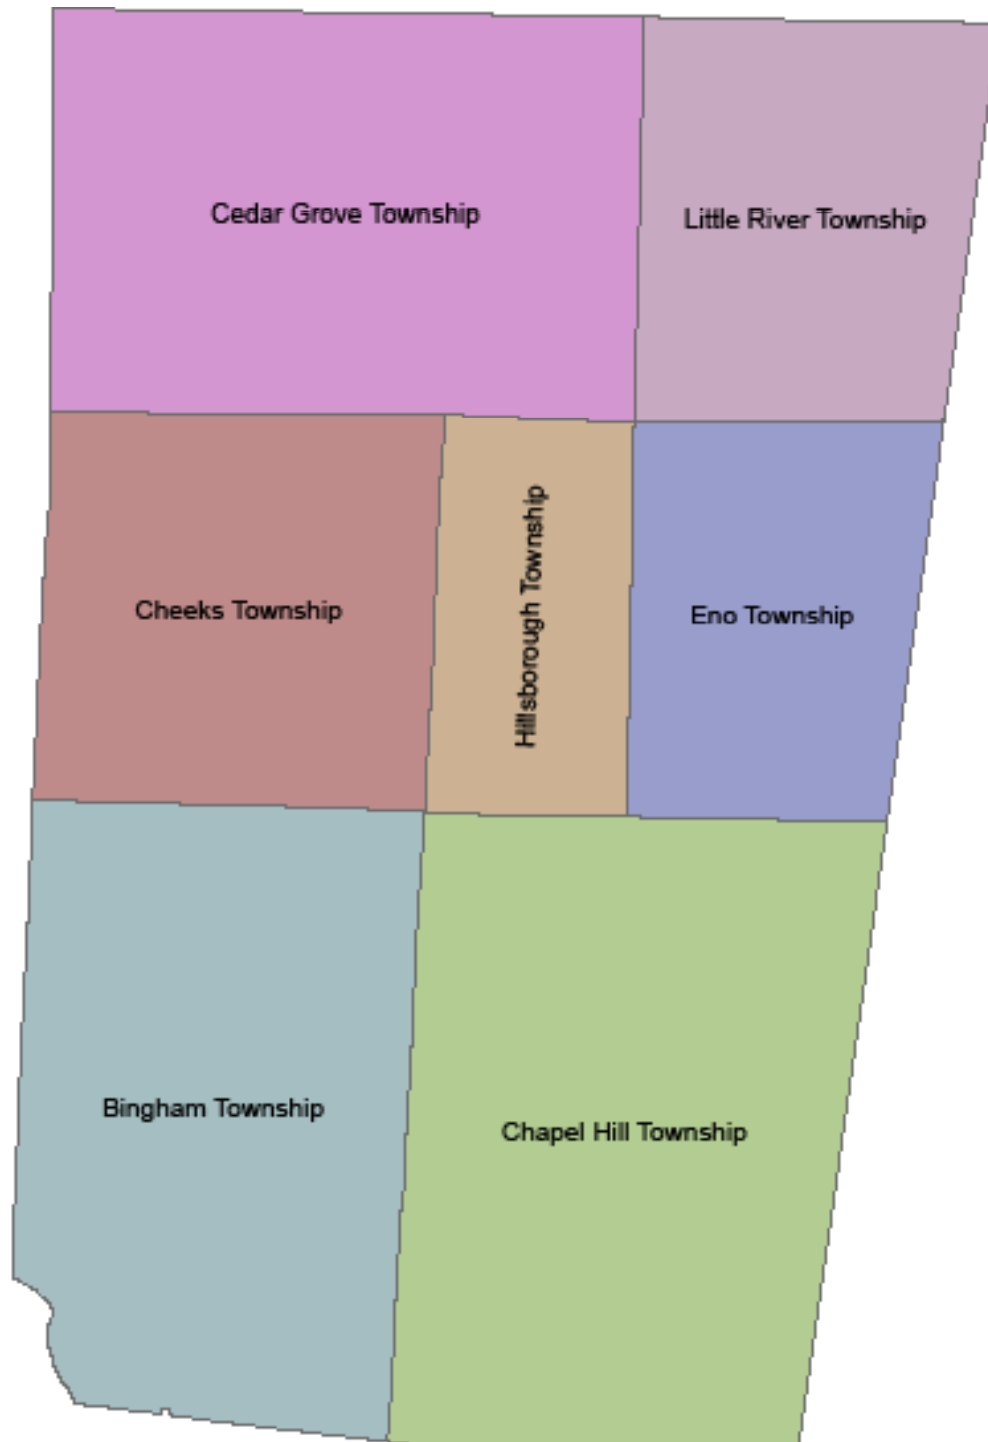 Cedar Grove Township
Little River Township
Cheeks Township
Hillsborough Township
Eno Township
Bingham Township
Chapel Hill Township